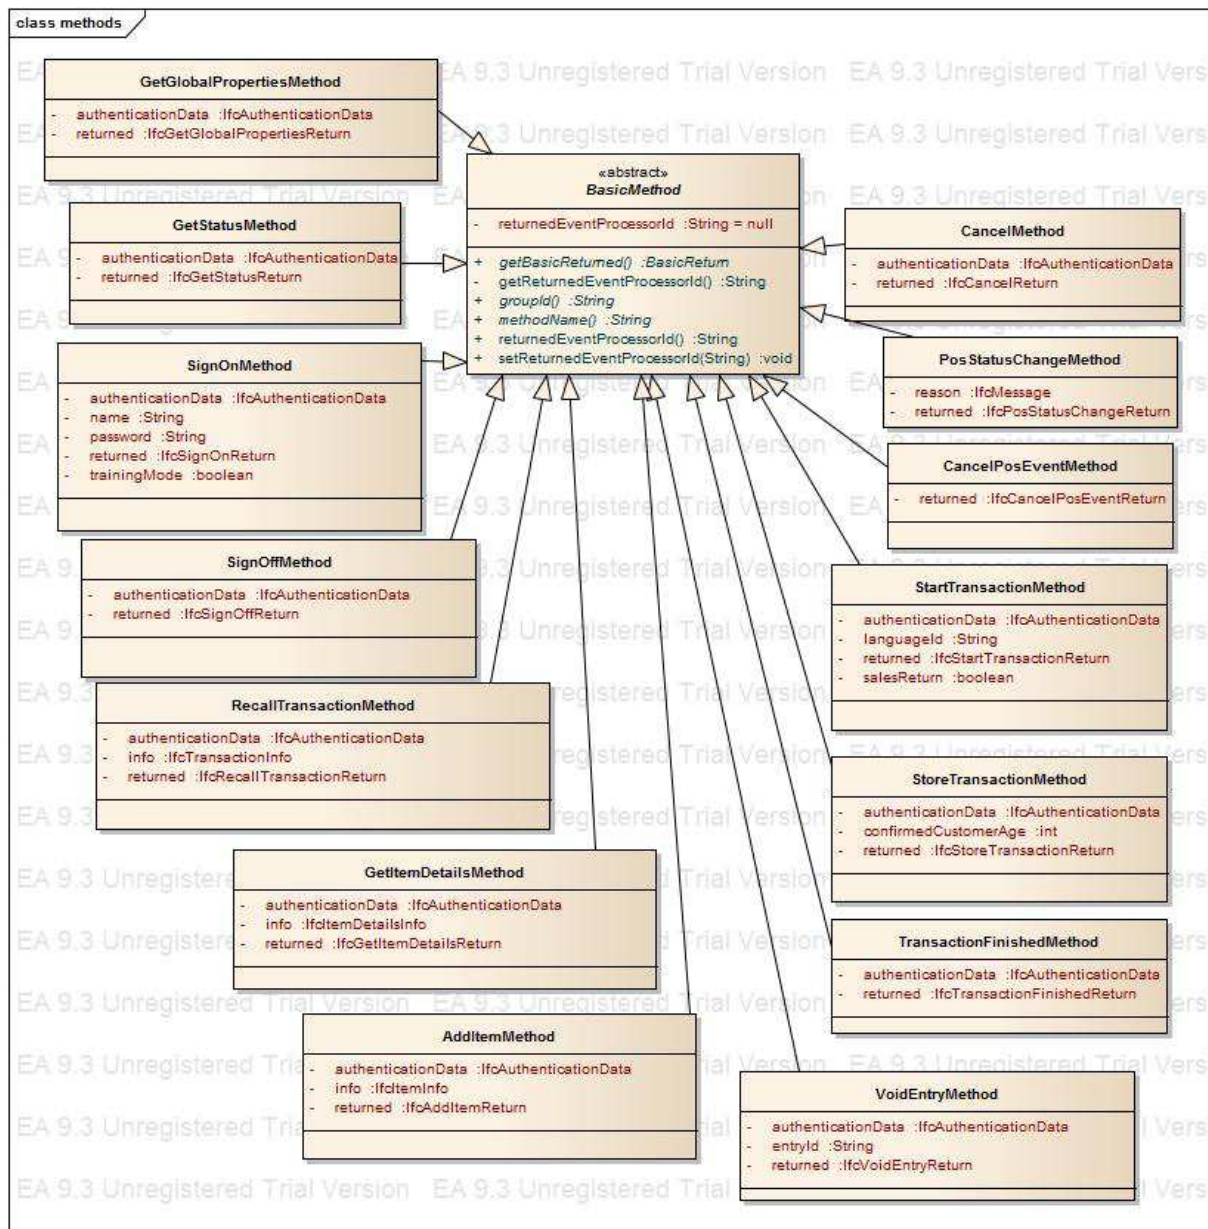 class methods
GetGlobalPropertiesMethod
- authenticationData :IfcAuthenticationData
- returned :IfcGetGlobalPropertiesReturn
«abstract»
BasicMethod
- returnedEventProcessorId :String = null
+ getBasicReturned() :BasicReturn
- getReturnedEventProcessorId() :String
+ groupId() :String
+ methodName() :String
+ returnedEventProcessorId() :String
+ setReturnedEventProcessorId(String) :void
GetStatusMethod
- authenticationData :IfcAuthenticationData
- returned :IfcGetStatusReturn
CancelMethod
- authenticationData :IfcAuthenticationData
- returned :IfcCancelReturn
SignOnMethod
- authenticationData :IfcAuthenticationData
- name :String
- password :String
- returned :IfcSignOnReturn
- trainingMode :boolean
PosStatusChangeMethod
- reason :IfcMessage
- returned :IfcPosStatusChangeReturn
CancelPosEventMethod
- returned :IfcCancelPosEventReturn
SignOffMethod
- authenticationData :IfcAuthenticationData
- returned :IfcSignOffReturn
StartTransactionMethod
- authenticationData :IfcAuthenticationData
- languageId :String
- returned :IfcStartTransactionReturn
- salesReturn :boolean
RecallTransactionMethod
- authenticationData :IfcAuthenticationData
- info :IfcTransactionInfo
- returned :IfcRecallTransactionReturn
StoreTransactionMethod
- authenticationData :IfcAuthenticationData
- confirmedCustomerAge :int
- returned :IfcStoreTransactionReturn
GetItemDetailsMethod
- authenticationData :IfcAuthenticationData
- info :IfcItemDetailsInfo
- returned :IfcGetItemDetailsReturn
TransactionFinishedMethod
- authenticationData :IfcAuthenticationData
- returned :IfcTransactionFinishedReturn
AddItemMethod
- authenticationData :IfcAuthenticationData
- info :IfcItemInfo
- returned :IfcAddItemReturn
VoidEntryMethod
- authenticationData :IfcAuthenticationData
- entryId :String
- returned :IfcVoidEntryReturn
EA 9.3 Unregistered Trial Version